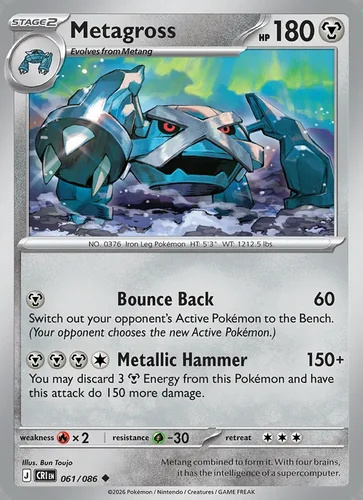 STAGE2
Metagross
HP 180
Evolves from Metang
NO. 0376 Iron Leg Pokémon HT: 5'3" WT: 1212.5 lbs.
Bounce Back 60
Switch out your opponent's Active Pokémon to the Bench.
(Your opponent chooses the new Active Pokémon.)
Metallic Hammer 150+
You may discard 3 Energy from this Pokémon and have
this attack do 150 more damage.
weakness ×2 resistance -30 retreat
Illus. Bun Toujo
J CRI EN 061/086
Metang combined to form it. With four brains,
it has the intelligence of a supercomputer.
©2026 Pokémon / Nintendo / Creatures / GAME FREAK